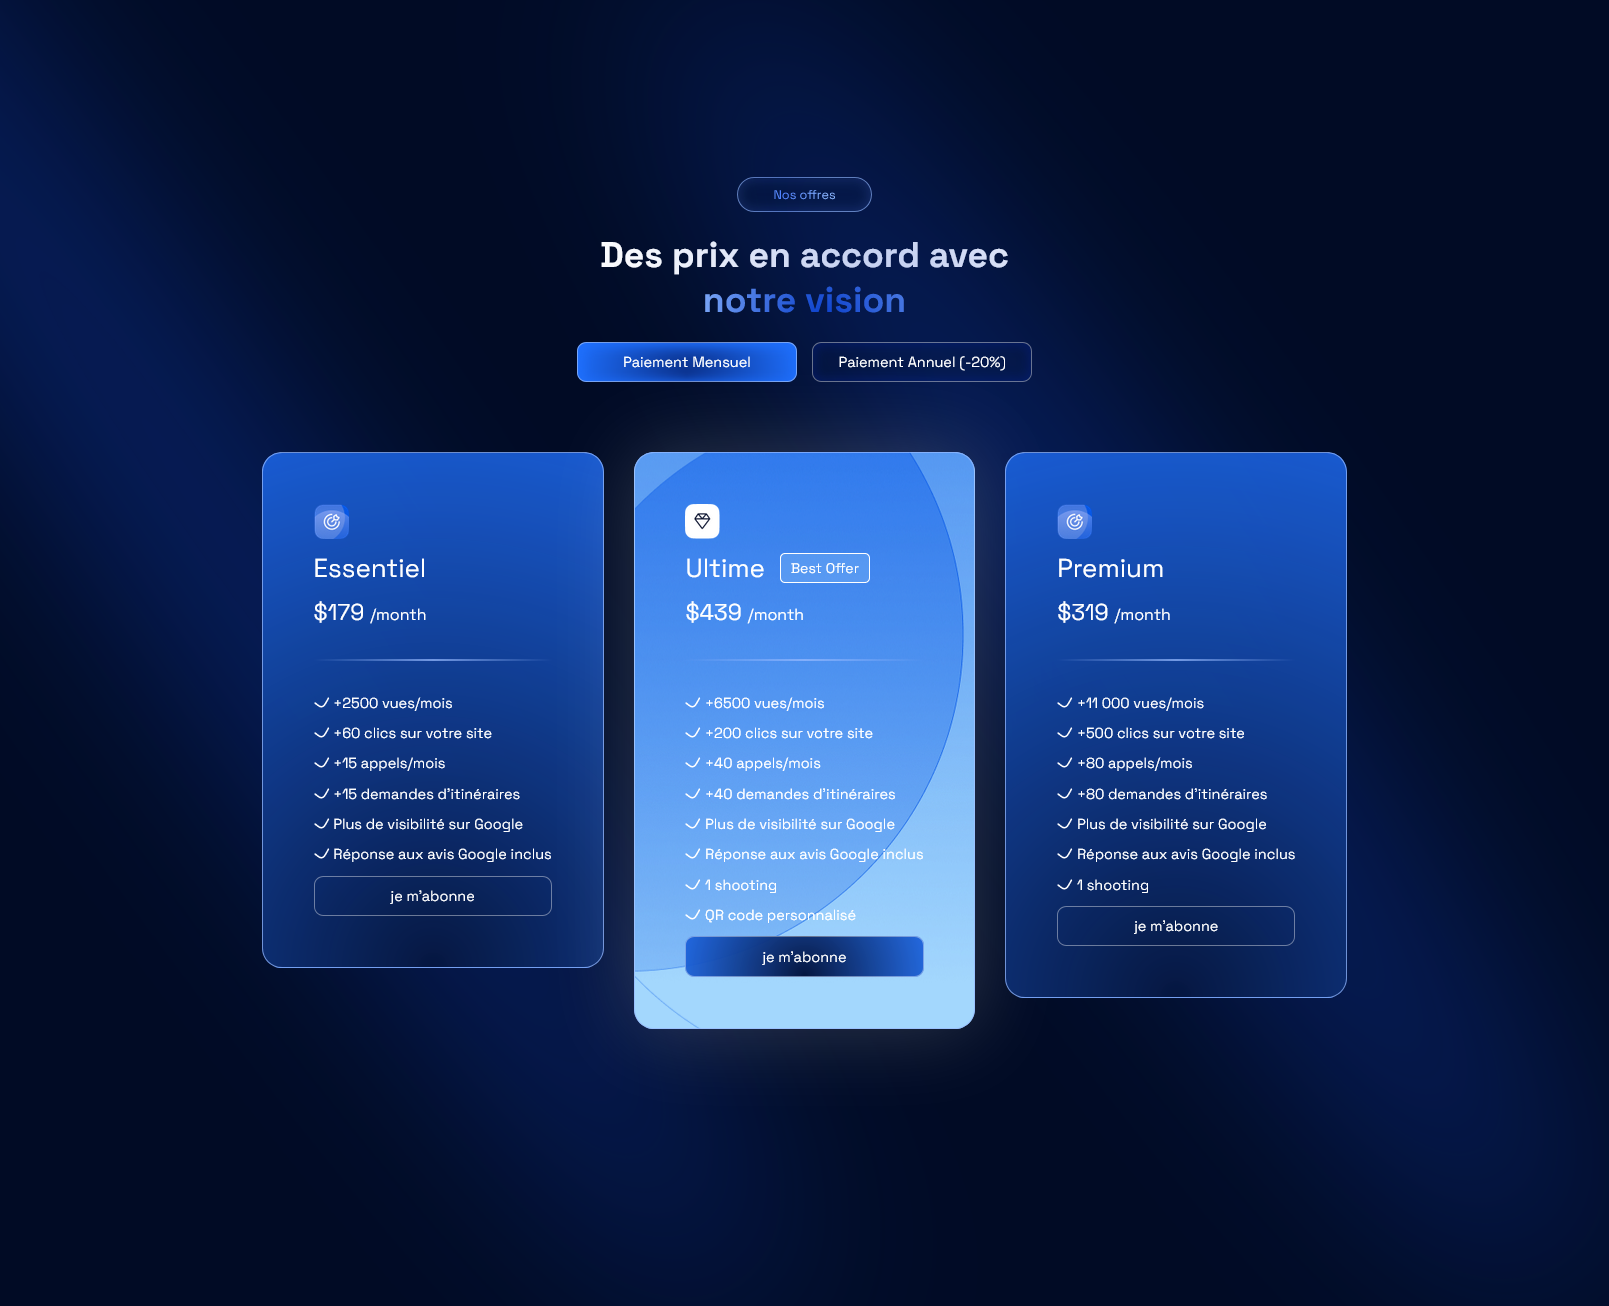 Nos offres
Des prix en accord avec
notre vision
Paiement Mensuel
Paiement Annuel (-20%)
Essentiel
$179 /month
+2500 vues/mois
+60 clics sur votre site
+15 appels/mois
+15 demandes d'itinéraires
Plus de visibilité sur Google
Réponse aux avis Google inclus
je m'abonne
Ultime
Best Offer
$439 /month
+6500 vues/mois
+200 clics sur votre site
+40 appels/mois
+40 demandes d'itinéraires
Plus de visibilité sur Google
Réponse aux avis Google inclus
1 shooting
QR code personnalisé
je m'abonne
Premium
$319 /month
+11 000 vues/mois
+500 clics sur votre site
+80 appels/mois
+80 demandes d'itinéraires
Plus de visibilité sur Google
Réponse aux avis Google inclus
1 shooting
je m'abonne